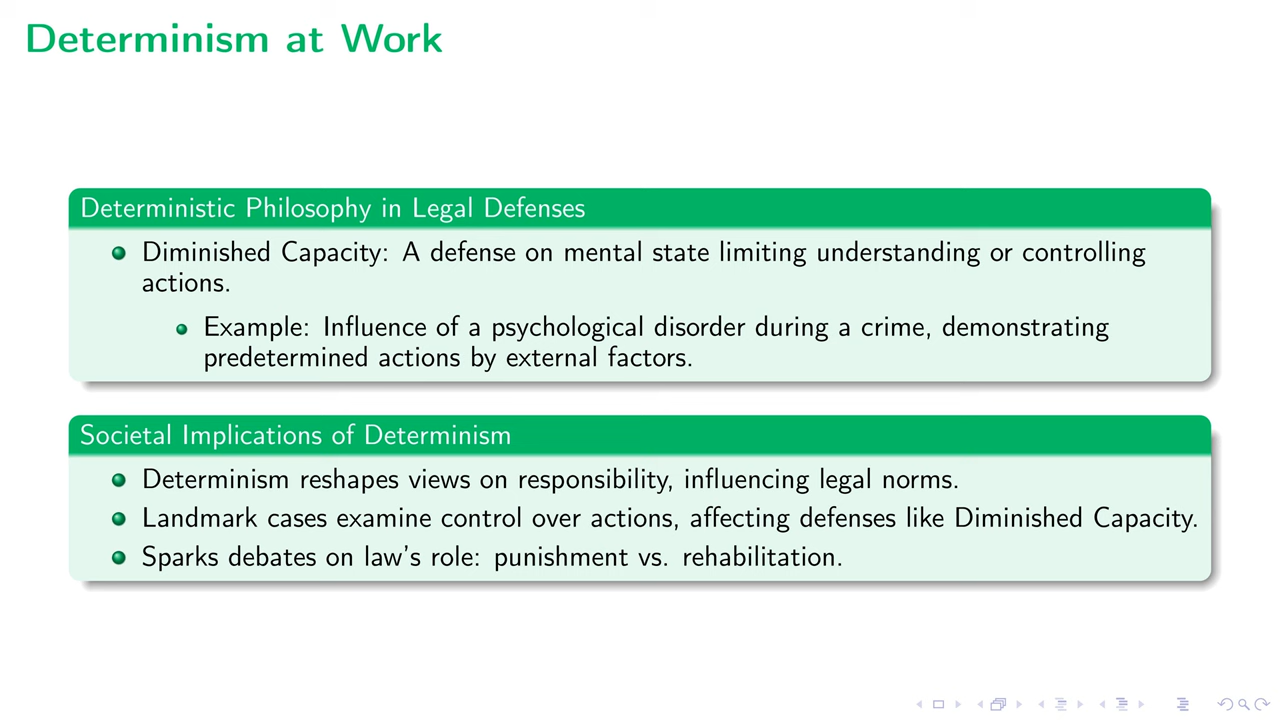 Determinism at Work
Deterministic Philosophy in Legal Defenses
Diminished Capacity: A defense on mental state limiting understanding or controlling
actions.
Example: Influence of a psychological disorder during a crime, demonstrating
predetermined actions by external factors.
Societal Implications of Determinism
Determinism reshapes views on responsibility, influencing legal norms.
Landmark cases examine control over actions, affecting defenses like Diminished Capacity.
Sparks debates on law's role: punishment vs. rehabilitation.